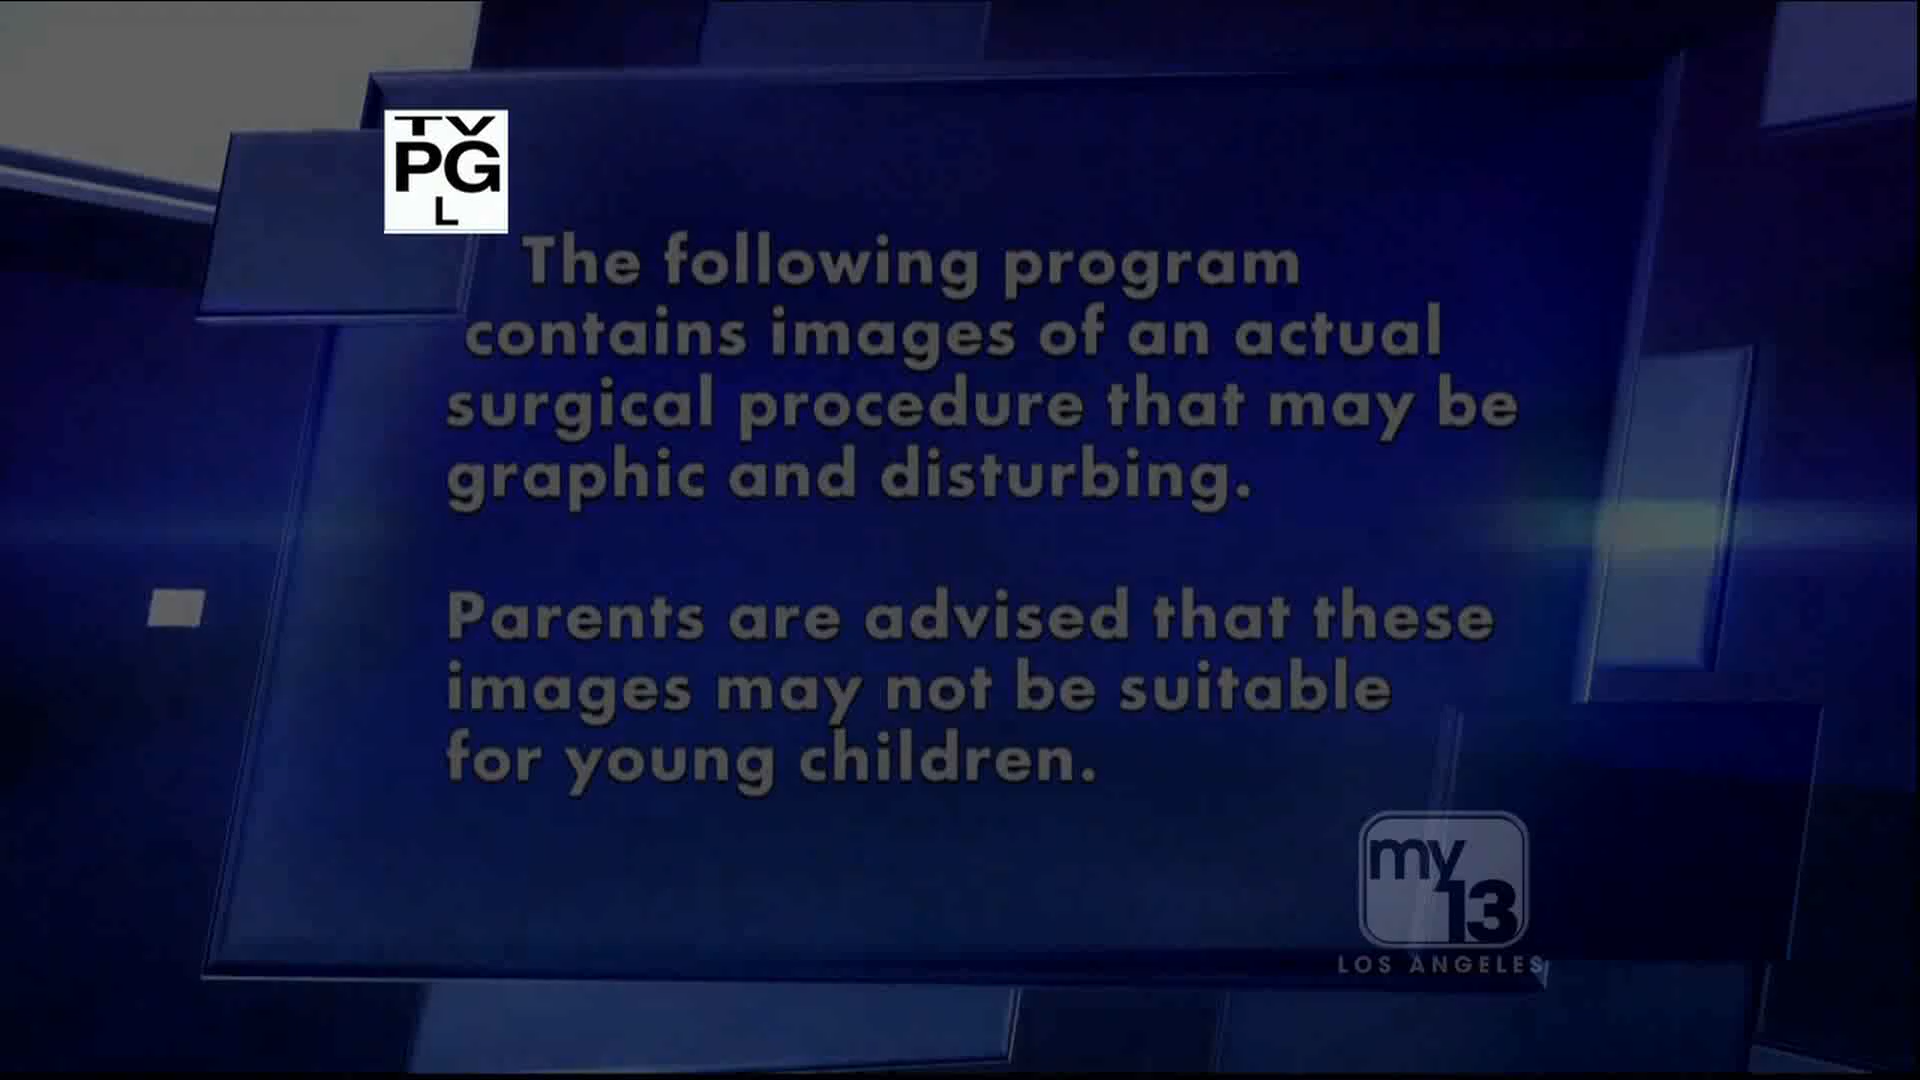 TV
PG
L
The following program
contains images of an actual
surgical procedure that may be
graphic and disturbing.
Parents are advised that these
images may not be suitable
for young children.
my
13
LOS ANGELES